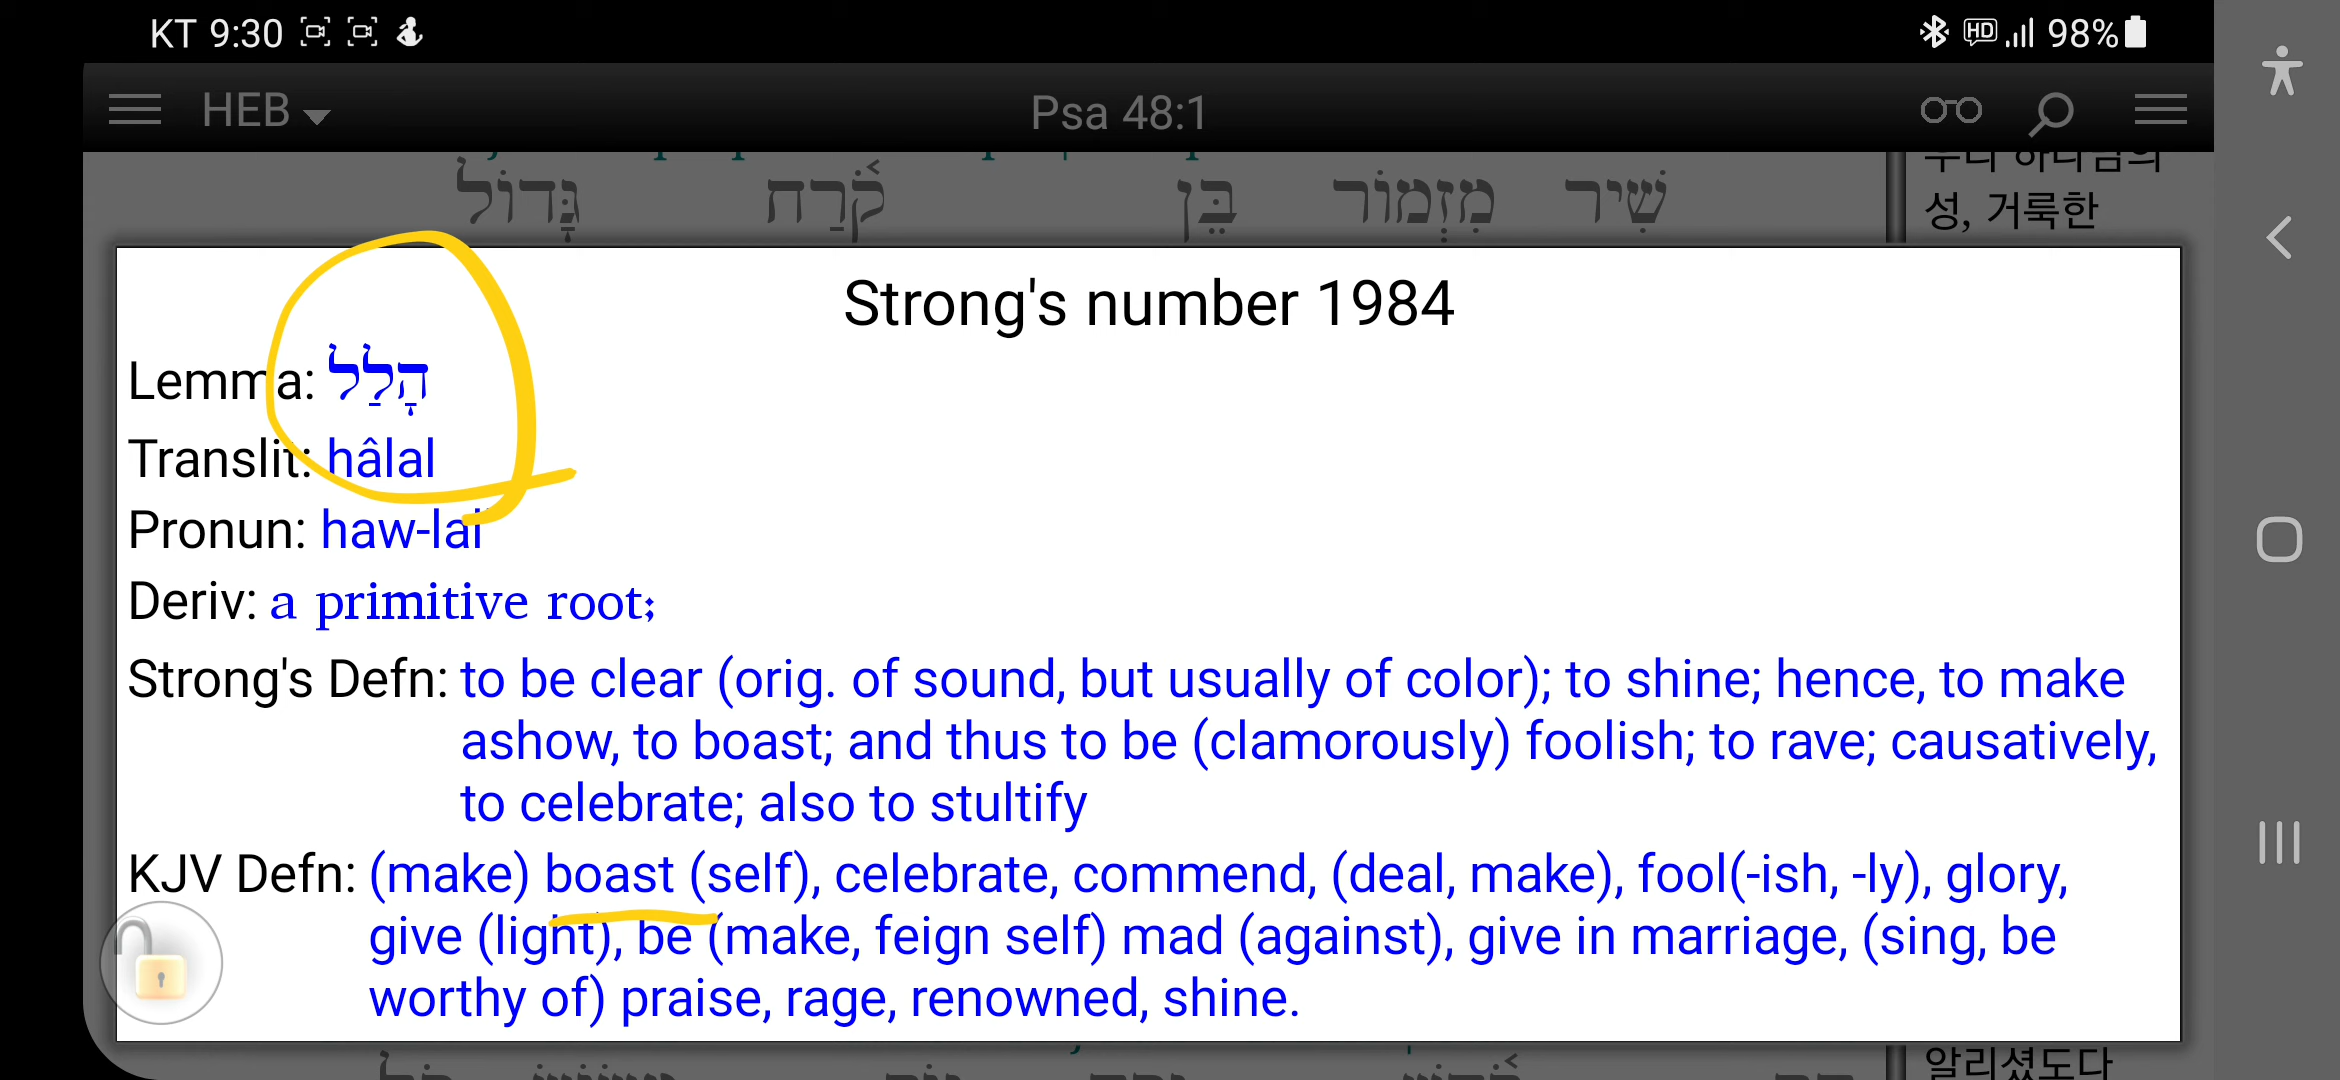 KT 9:30 HD 98%
HEB Psa 48:1
שִׁיר מִזְמוֹר בֶּן קֹרַח גָּדוֹל
성, 거룩한
Strong's number 1984
Lemma: הָלַל
Translit: hâlal
Pronun: haw-lal'
Deriv: a primitive root;
Strong's Defn: to be clear (orig. of sound, but usually of color); to shine; hence, to make
ashow, to boast; and thus to be (clamorously) foolish; to rave; causatively,
to celebrate; also to stultify
KJV Defn: (make) boast (self), celebrate, commend, (deal, make), fool(-ish, -ly), glory,
give (light), be (make, feign self) mad (against), give in marriage, (sing, be
worthy of) praise, rage, renowned, shine.
알리셨도다